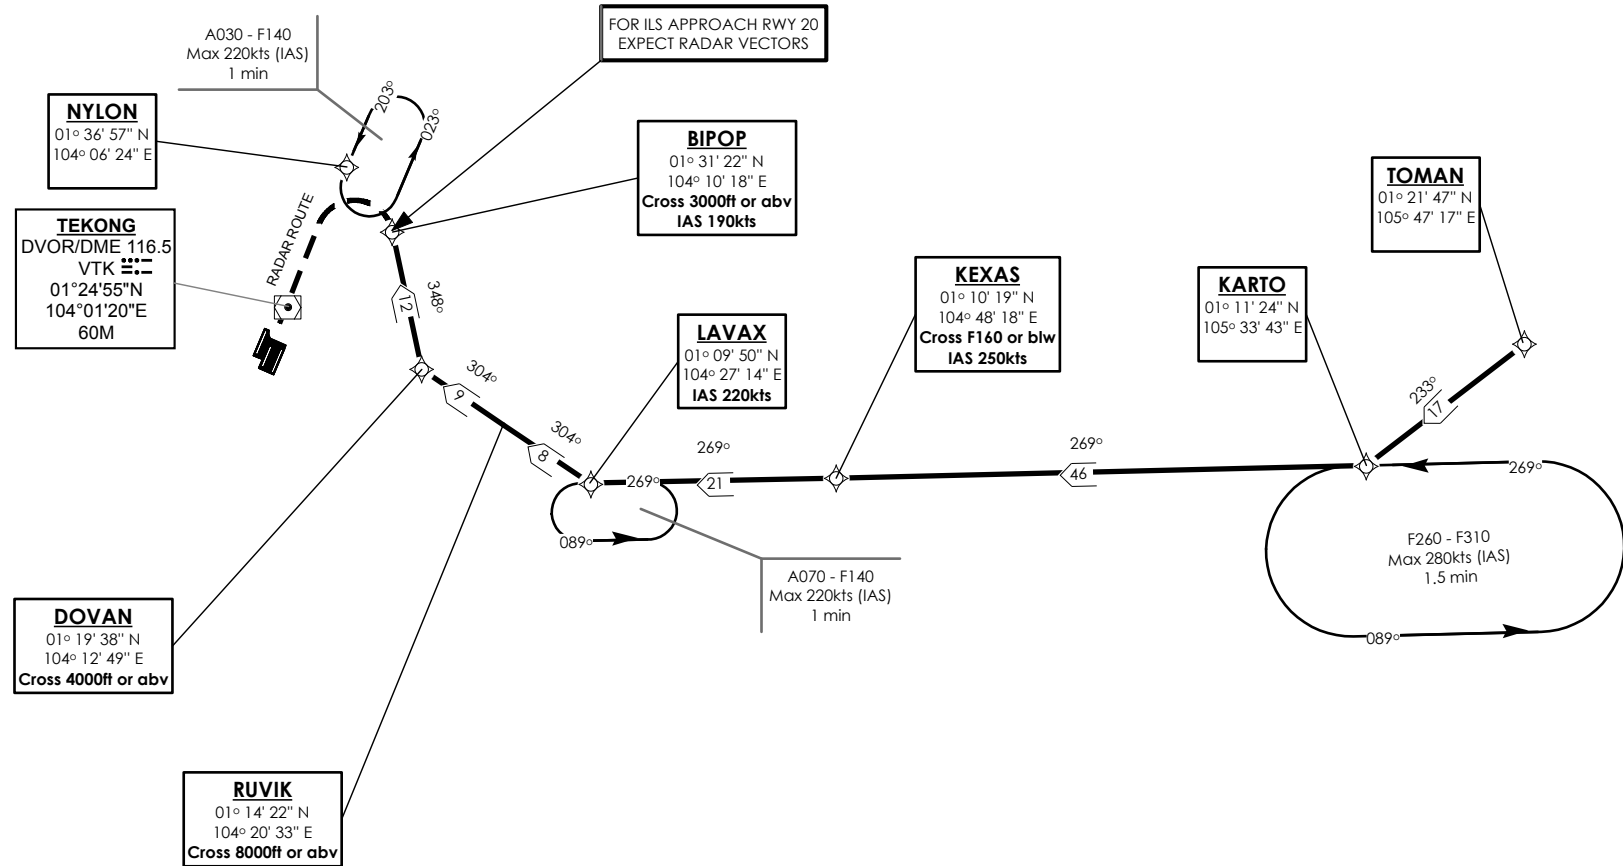 A030 - F140
Max 220kts (IAS)
1 min
FOR ILS APPROACH RWY 20
EXPECT RADAR VECTORS
203°
023°
NYLON
01° 36' 57" N
104° 06' 24" E
BIPOP
01° 31' 22" N
104° 10' 18" E
Cross 3000ft or abv
IAS 190kts
TOMAN
01° 21' 47" N
105° 47' 17" E
TEKONG
DVOR/DME 116.5
VTK
01°24'55"N
104°01'20"E
60M
RADAR ROUTE
KEXAS
01° 10' 19" N
104° 48' 18" E
Cross F160 or blw
IAS 250kts
KARTO
01° 11' 24" N
105° 33' 43" E
348°
12
LAVAX
01° 09' 50" N
104° 27' 14" E
IAS 220kts
304°
9
304°
8
233°
17
269°
21
269°
46
269°
089°
269°
089°
A070 - F140
Max 220kts (IAS)
1 min
F260 - F310
Max 280kts (IAS)
1.5 min
DOVAN
01° 19' 38" N
104° 12' 49" E
Cross 4000ft or abv
RUVIK
01° 14' 22" N
104° 20' 33" E
Cross 8000ft or abv